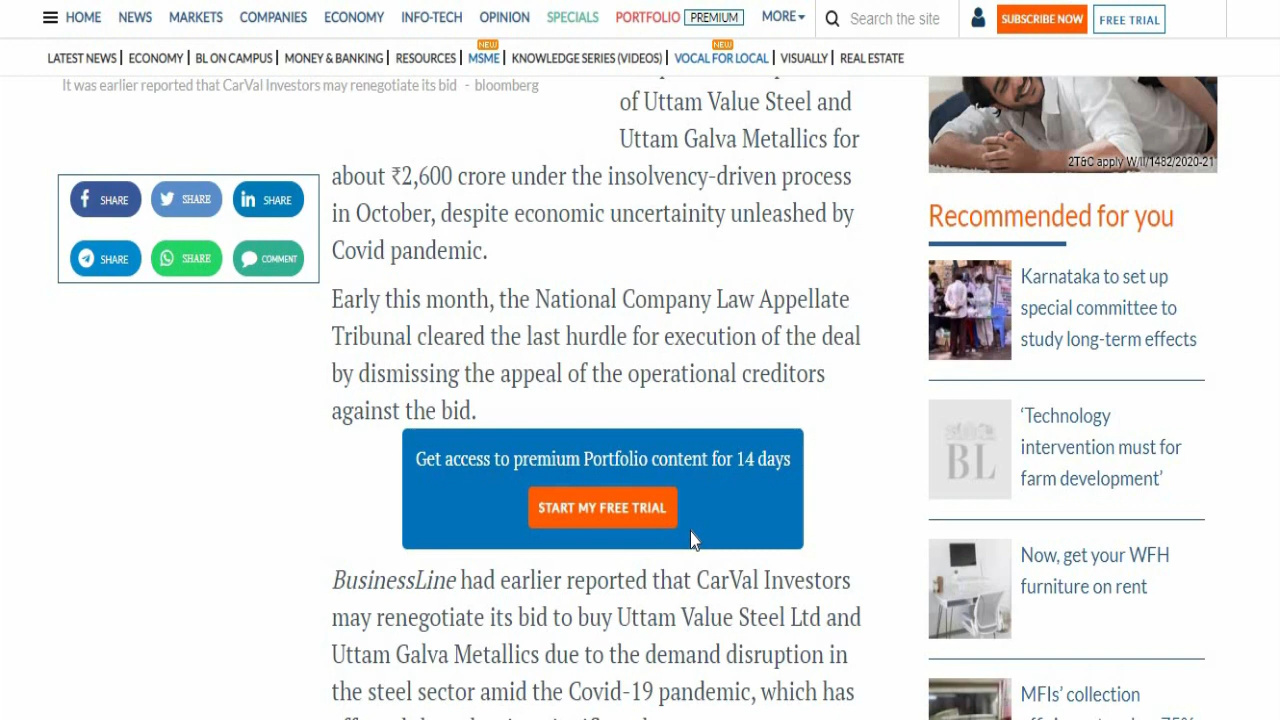 HOME NEWS MARKETS COMPANIES ECONOMY INFO-TECH OPINION SPECIALS PORTFOLIO PREMIUM MORE Search the site SUBSCRIBE NOW FREE TRIAL
NEW NEW
LATEST NEWS | ECONOMY | BL ON CAMPUS | MONEY & BANKING | RESOURCES | MSME | KNOWLEDGE SERIES (VIDEOS) | VOCAL FOR LOCAL | VISUALLY | REAL ESTATE
It was earlier reported that CarVal Investors may renegotiate its bid - bloomberg
f SHARE SHARE in SHARE
SHARE SHARE COMMENT
of Uttam Value Steel and
Uttam Galva Metallics for
about ₹2,600 crore under the insolvency-driven process
in October, despite economic uncertainity unleashed by
Covid pandemic.
Early this month, the National Company Law Appellate
Tribunal cleared the last hurdle for execution of the deal
by dismissing the appeal of the operational creditors
against the bid.
Get access to premium Portfolio content for 14 days
START MY FREE TRIAL
BusinessLine had earlier reported that CarVal Investors
may renegotiate its bid to buy Uttam Value Steel Ltd and
Uttam Galva Metallics due to the demand disruption in
the steel sector amid the Covid-19 pandemic, which has
2T&C apply W/II/1482/2020-21
Recommended for you
Karnataka to set up
special committee to
study long-term effects
BL
‘Technology
intervention must for
farm development’
Now, get your WFH
furniture on rent
MFIs’ collection